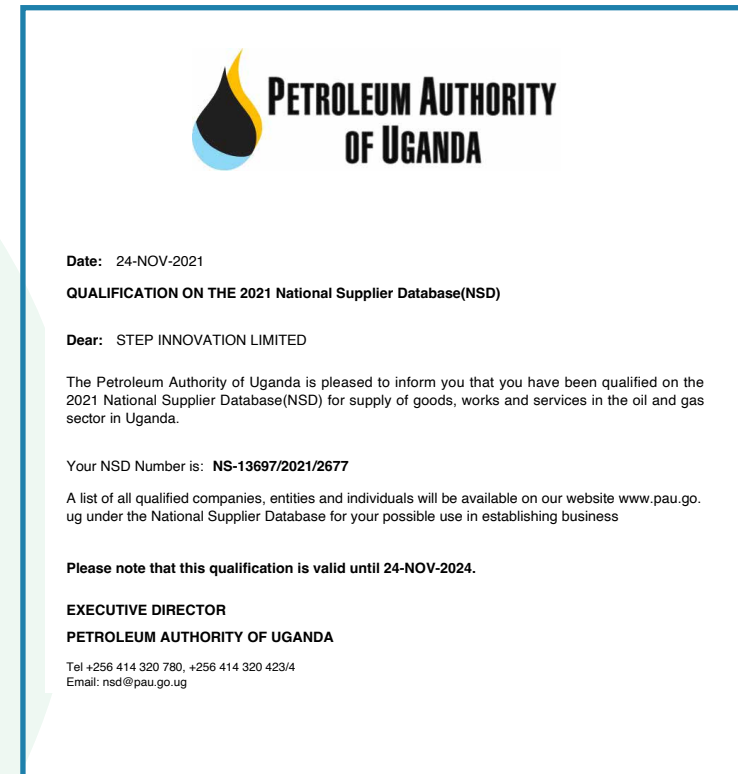 PETROLEUM AUTHORITY
OF UGANDA
Date: 24-NOV-2021
QUALIFICATION ON THE 2021 National Supplier Database(NSD)
Dear: STEP INNOVATION LIMITED
The Petroleum Authority of Uganda is pleased to inform you that you have been qualified on the
2021 National Supplier Database(NSD) for supply of goods, works and services in the oil and gas
sector in Uganda.
Your NSD Number is: NS-13697/2021/2677
A list of all qualified companies, entities and individuals will be available on our website www.pau.go.
ug under the National Supplier Database for your possible use in establishing business
Please note that this qualification is valid until 24-NOV-2024.
EXECUTIVE DIRECTOR
PETROLEUM AUTHORITY OF UGANDA
Tel +256 414 320 780, +256 414 320 423/4
Email: nsd@pau.go.ug